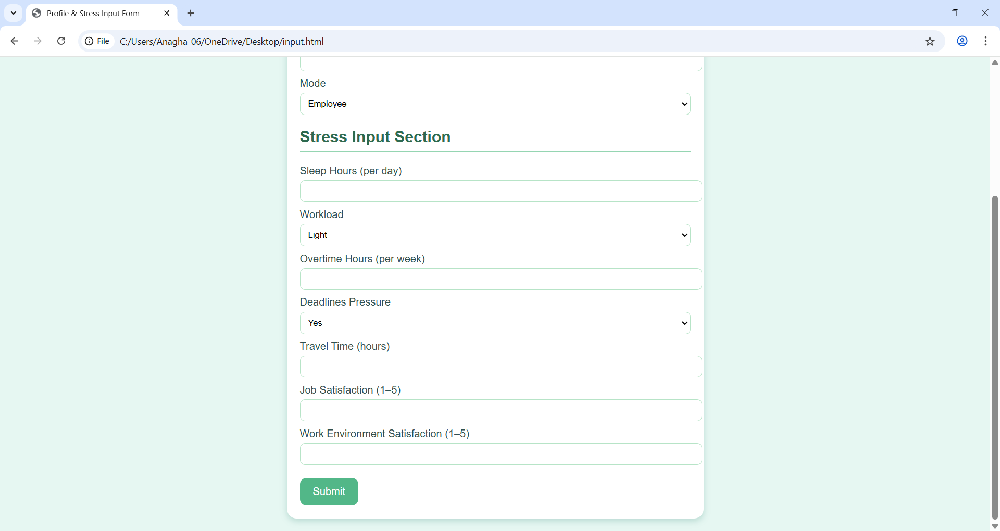 Profile & Stress Input Form
File C:/Users/Anagha_06/OneDrive/Desktop/input.html
Mode
Employee
Stress Input Section
Sleep Hours (per day)
Workload
Light
Overtime Hours (per week)
Deadlines Pressure
Yes
Travel Time (hours)
Job Satisfaction (1–5)
Work Environment Satisfaction (1–5)
Submit